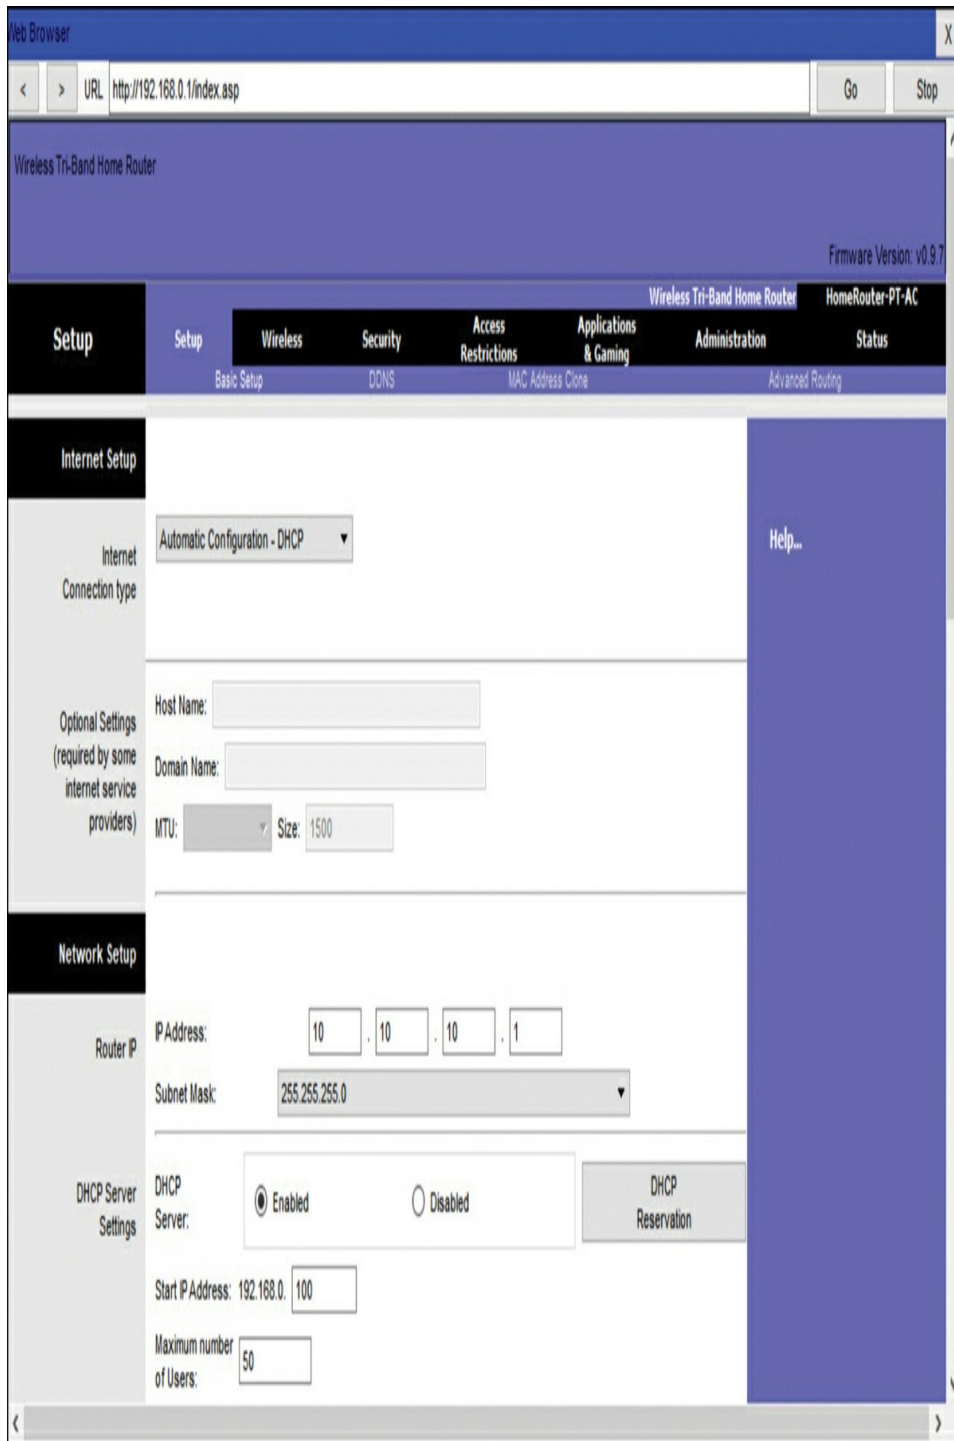 Web Browser
X
< > URL http://192.168.0.1/index.asp Go Stop
Wireless Tri-Band Home Router
Firmware Version: v0.9.7
Wireless Tri-Band Home Router HomeRouter-PT-AC
Setup
Setup Wireless Security Access Restrictions Applications & Gaming Administration Status
Basic Setup DDNS MAC Address Clone Advanced Routing
Internet Setup
Internet
Connection type
Automatic Configuration - DHCP
Help...
Optional Settings
(required by some
internet service
providers)
Host Name:
Domain Name:
MTU: Size: 1500
Network Setup
Router IP
IP Address: 10 . 10 . 10 . 1
Subnet Mask: 255.255.255.0
DHCP Server
Settings
DHCP
Server:
Enabled Disabled
DHCP
Reservation
Start IP Address: 192.168.0. 100
Maximum number
of Users:
50